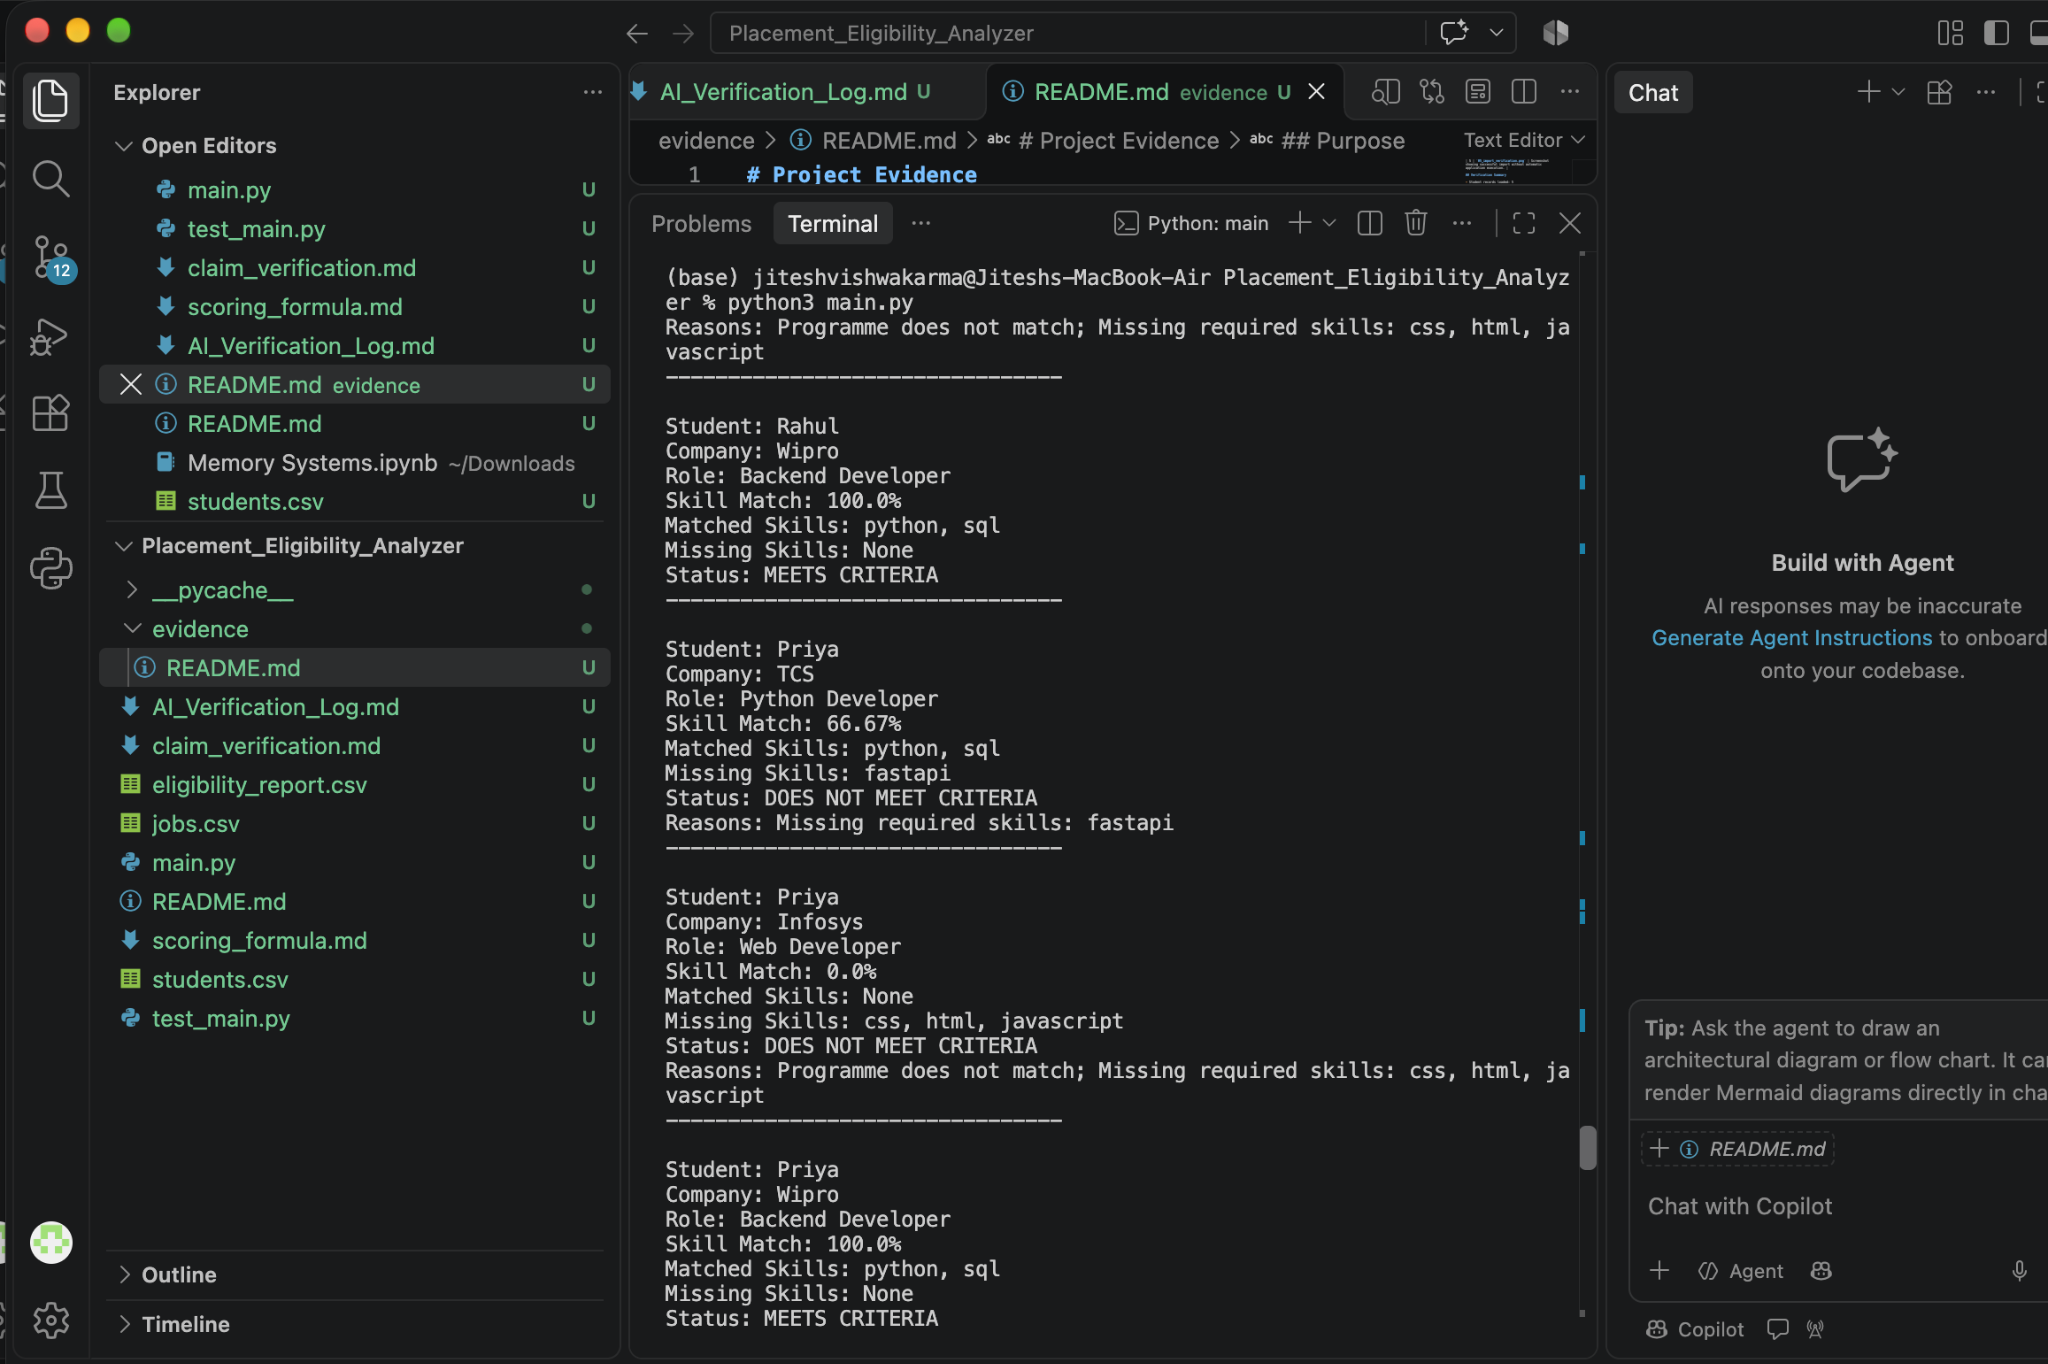 Placement_Eligibility_Analyzer
Explorer
Open Editors
main.py U
test_main.py U
claim_verification.md U
scoring_formula.md U
AI_Verification_Log.md U
README.md evidence U
README.md U
Memory Systems.ipynb ~/Downloads
students.csv U
12
Placement_Eligibility_Analyzer
__pycache__
evidence
README.md U
AI_Verification_Log.md U
claim_verification.md U
eligibility_report.csv U
jobs.csv U
main.py U
README.md U
scoring_formula.md U
students.csv U
test_main.py U
Outline
Timeline
AI_Verification_Log.md U
README.md evidence U
evidence > README.md > abc # Project Evidence > abc ## Purpose
Text Editor
1 # Project Evidence
Problems
Terminal
Python: main
(base) jiteshvishwakarma@Jiteshs-MacBook-Air Placement_Eligibility_Analyz
er % python3 main.py
Reasons: Programme does not match; Missing required skills: css, html, ja
vascript
--------------------------------
Student: Rahul
Company: Wipro
Role: Backend Developer
Skill Match: 100.0%
Matched Skills: python, sql
Missing Skills: None
Status: MEETS CRITERIA
--------------------------------
Student: Priya
Company: TCS
Role: Python Developer
Skill Match: 66.67%
Matched Skills: python, sql
Missing Skills: fastapi
Status: DOES NOT MEET CRITERIA
Reasons: Missing required skills: fastapi
--------------------------------
Student: Priya
Company: Infosys
Role: Web Developer
Skill Match: 0.0%
Matched Skills: None
Missing Skills: css, html, javascript
Status: DOES NOT MEET CRITERIA
Reasons: Programme does not match; Missing required skills: css, html, ja
vascript
--------------------------------
Student: Priya
Company: Wipro
Role: Backend Developer
Skill Match: 100.0%
Matched Skills: python, sql
Missing Skills: None
Status: MEETS CRITERIA
Chat
Build with Agent
AI responses may be inaccurate
Generate Agent Instructions to onboard
onto your codebase.
Tip: Ask the agent to draw an
architectural diagram or flow chart. It ca
render Mermaid diagrams directly in cha
README.md
Chat with Copilot
Agent
Copilot